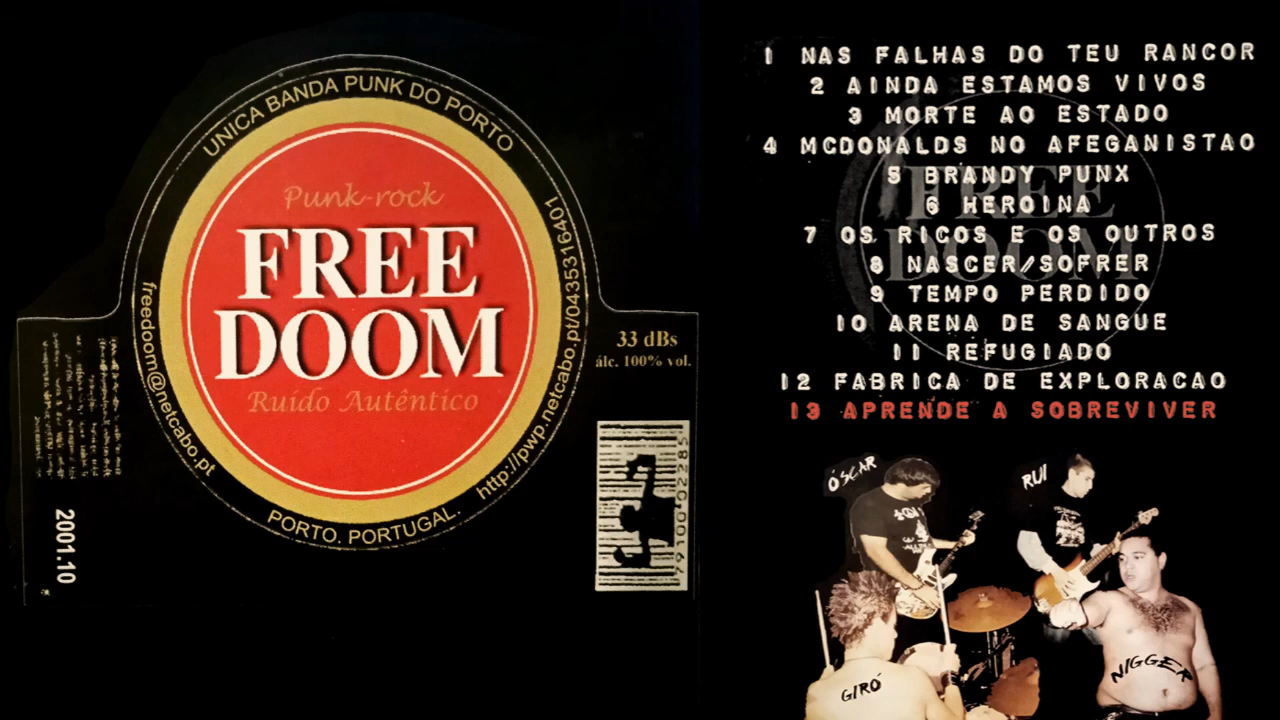 UNICA BANDA PUNK DO PORTO
Punk-rock
FREE
DOOM
Ruído Autêntico
freedoom@netcabo.pt
http://pwp.netcabo.pt/0435316401
PORTO. PORTUGAL.
33 dBs
álc. 100% vol.
79100 02285
2001.10
1 NAS FALHAS DO TEU RANCOR
2 AINDA ESTAMOS VIVOS
3 MORTE AO ESTADO
4 MCDONALDS NO AFEGANISTAO
5 BRANDY PUNX
6 HEROINA
7 OS RICOS E OS OUTROS
8 NASCER/SOFRER
9 TEMPO PERDIDO
10 ARENA DE SANGUE
11 REFUGIADO
12 FABRICA DE EXPLORACAO
13 APRENDE A SOBREVIVER
FREE
DOOM
ÓSCAR
RUI
GIRÓ
NIGGER